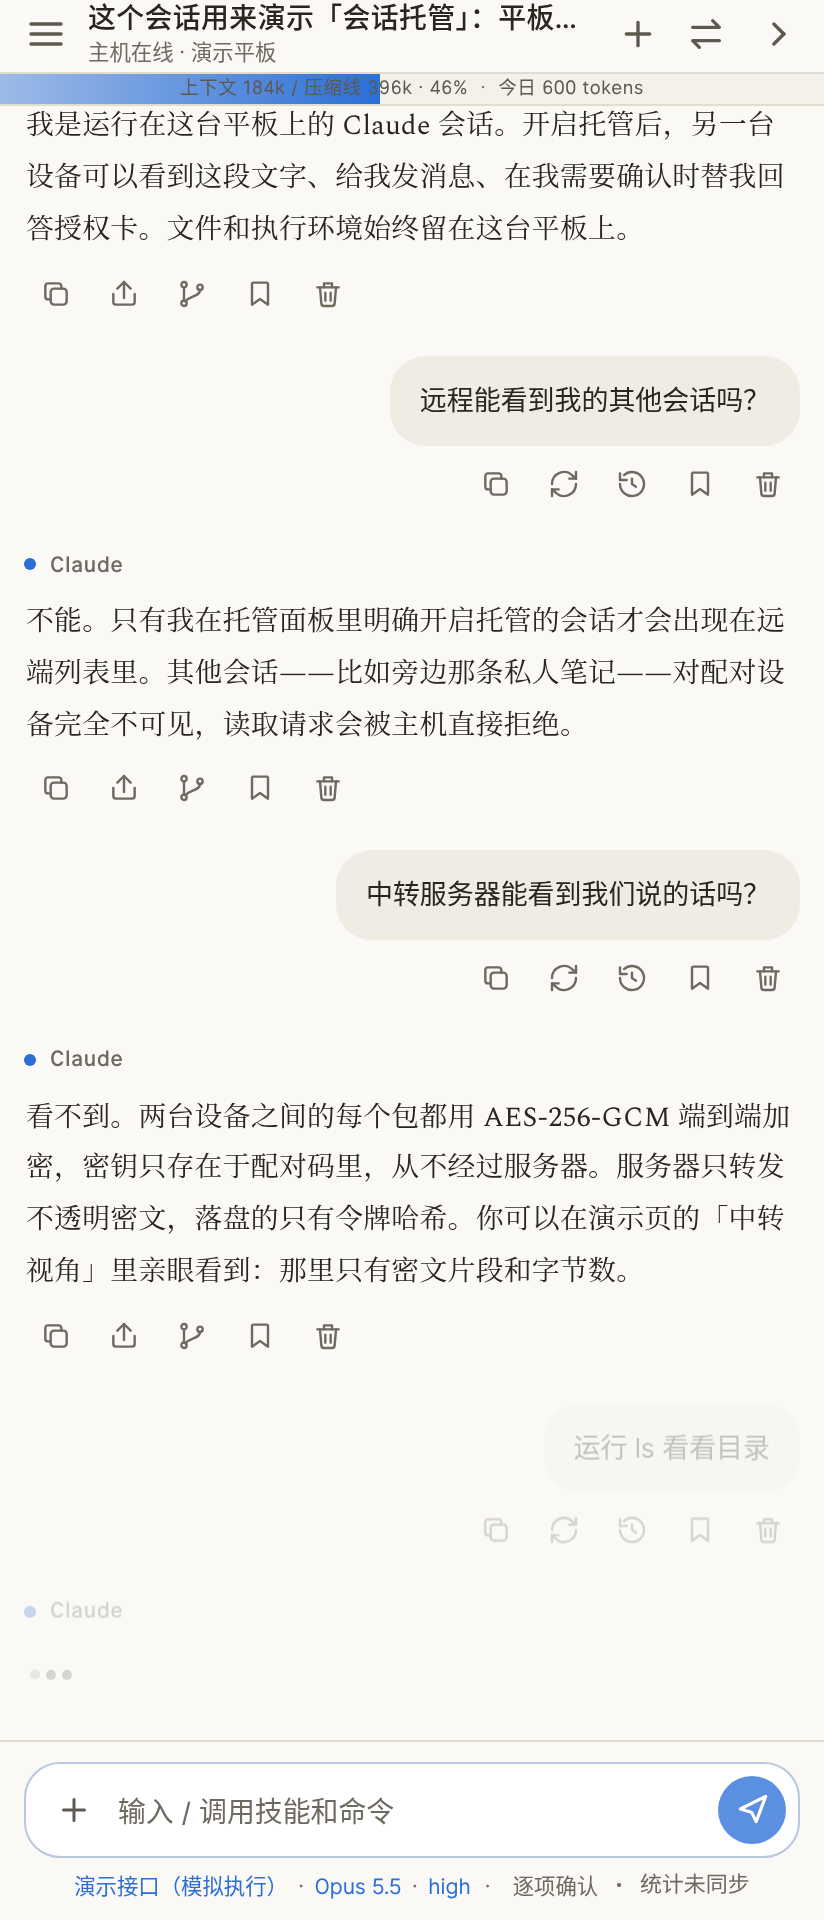 这个会话用来演示「会话托管」：平板...
主机在线 · 演示平板
上下文 184k / 压缩线 396k · 46% · 今日 600 tokens
我是运行在这台平板上的 Claude 会话。开启托管后，另一台
设备可以看到这段文字、给我发消息、在我需要确认时替我回
答授权卡。文件和执行环境始终留在这台平板上。
远程能看到我的其他会话吗？
Claude
不能。只有我在托管面板里明确开启托管的会话才会出现在远
端列表里。其他会话——比如旁边那条私人笔记——对配对设
备完全不可见，读取请求会被主机直接拒绝。
中转服务器能看到我们说的话吗？
Claude
看不到。两台设备之间的每个包都用 AES-256-GCM 端到端加
密，密钥只存在于配对码里，从不经过服务器。服务器只转发
不透明密文，落盘的只有令牌哈希。你可以在演示页的「中转
视角」里亲眼看到：那里只有密文片段和字节数。
运行 ls 看看目录
Claude
输入 / 调用技能和命令
演示接口（模拟执行） · Opus 5.5 · high · 逐项确认 · 统计未同步